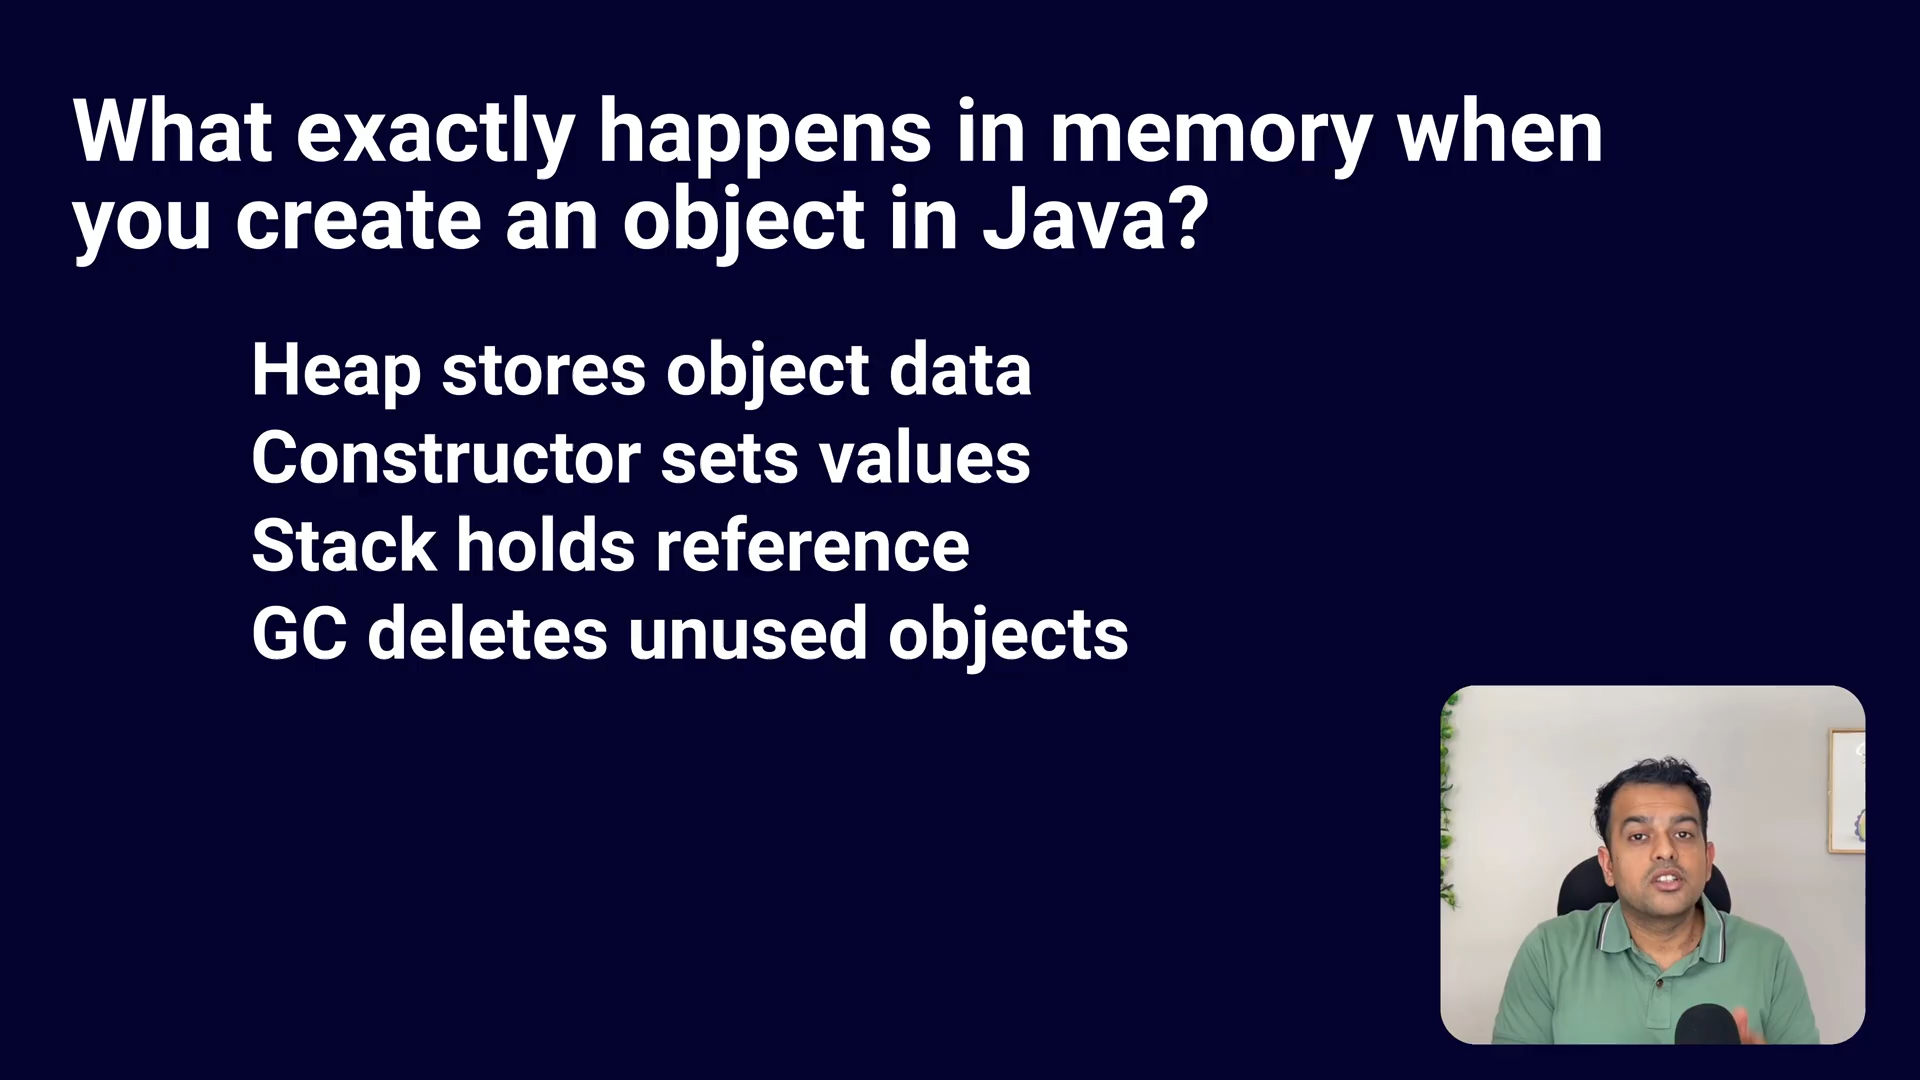 What exactly happens in memory when
you create an object in Java?
Heap stores object data
Constructor sets values
Stack holds reference
GC deletes unused objects